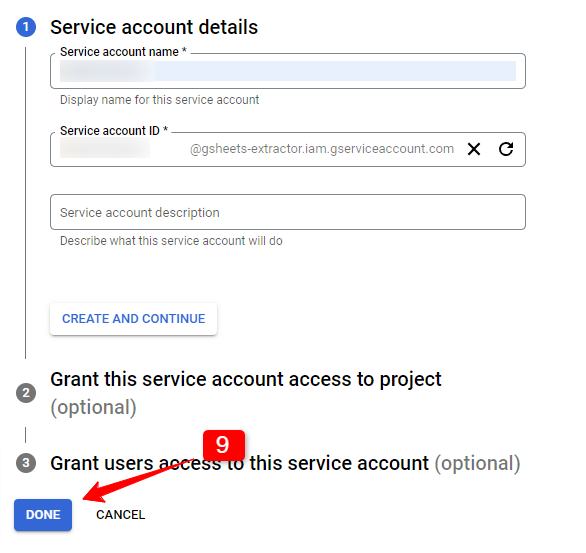 1 Service account details
Service account name *
Display name for this service account
Service account ID *
@gsheets-extractor.iam.gserviceaccount.com
Service account description
Describe what this service account will do
CREATE AND CONTINUE
2 Grant this service account access to project
(optional)
9
3 Grant users access to this service account (optional)
DONE CANCEL